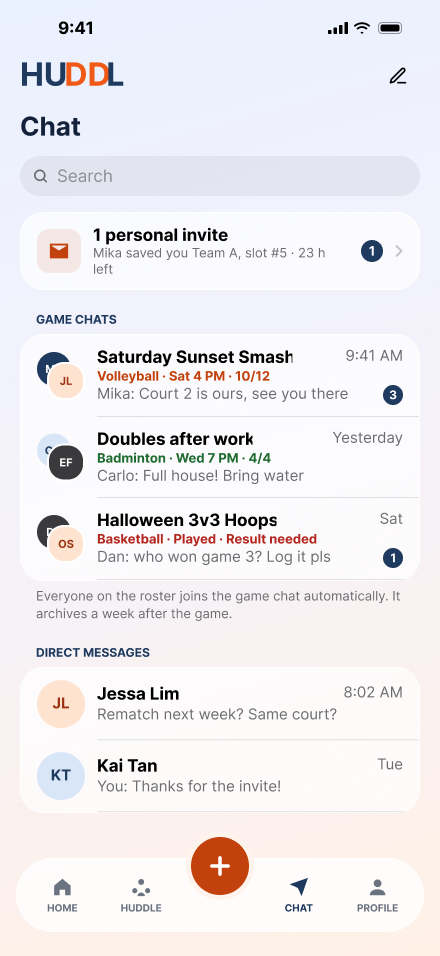 9:41
HUDDL
Chat
Search
1 personal invite
Mika saved you Team A, slot #5 · 23 h
left
1
GAME CHATS
JL
Saturday Sunset Smash
9:41 AM
Volleyball · Sat 4 PM · 10/12
Mika: Court 2 is ours, see you there
3
EF
Doubles after work
Yesterday
Badminton · Wed 7 PM · 4/4
Carlo: Full house! Bring water
OS
Halloween 3v3 Hoops
Sat
Basketball · Played · Result needed
Dan: who won game 3? Log it pls
1
Everyone on the roster joins the game chat automatically. It
archives a week after the game.
DIRECT MESSAGES
JL
Jessa Lim
8:02 AM
Rematch next week? Same court?
KT
Kai Tan
Tue
You: Thanks for the invite!
HOME
HUDDLE
CHAT
PROFILE